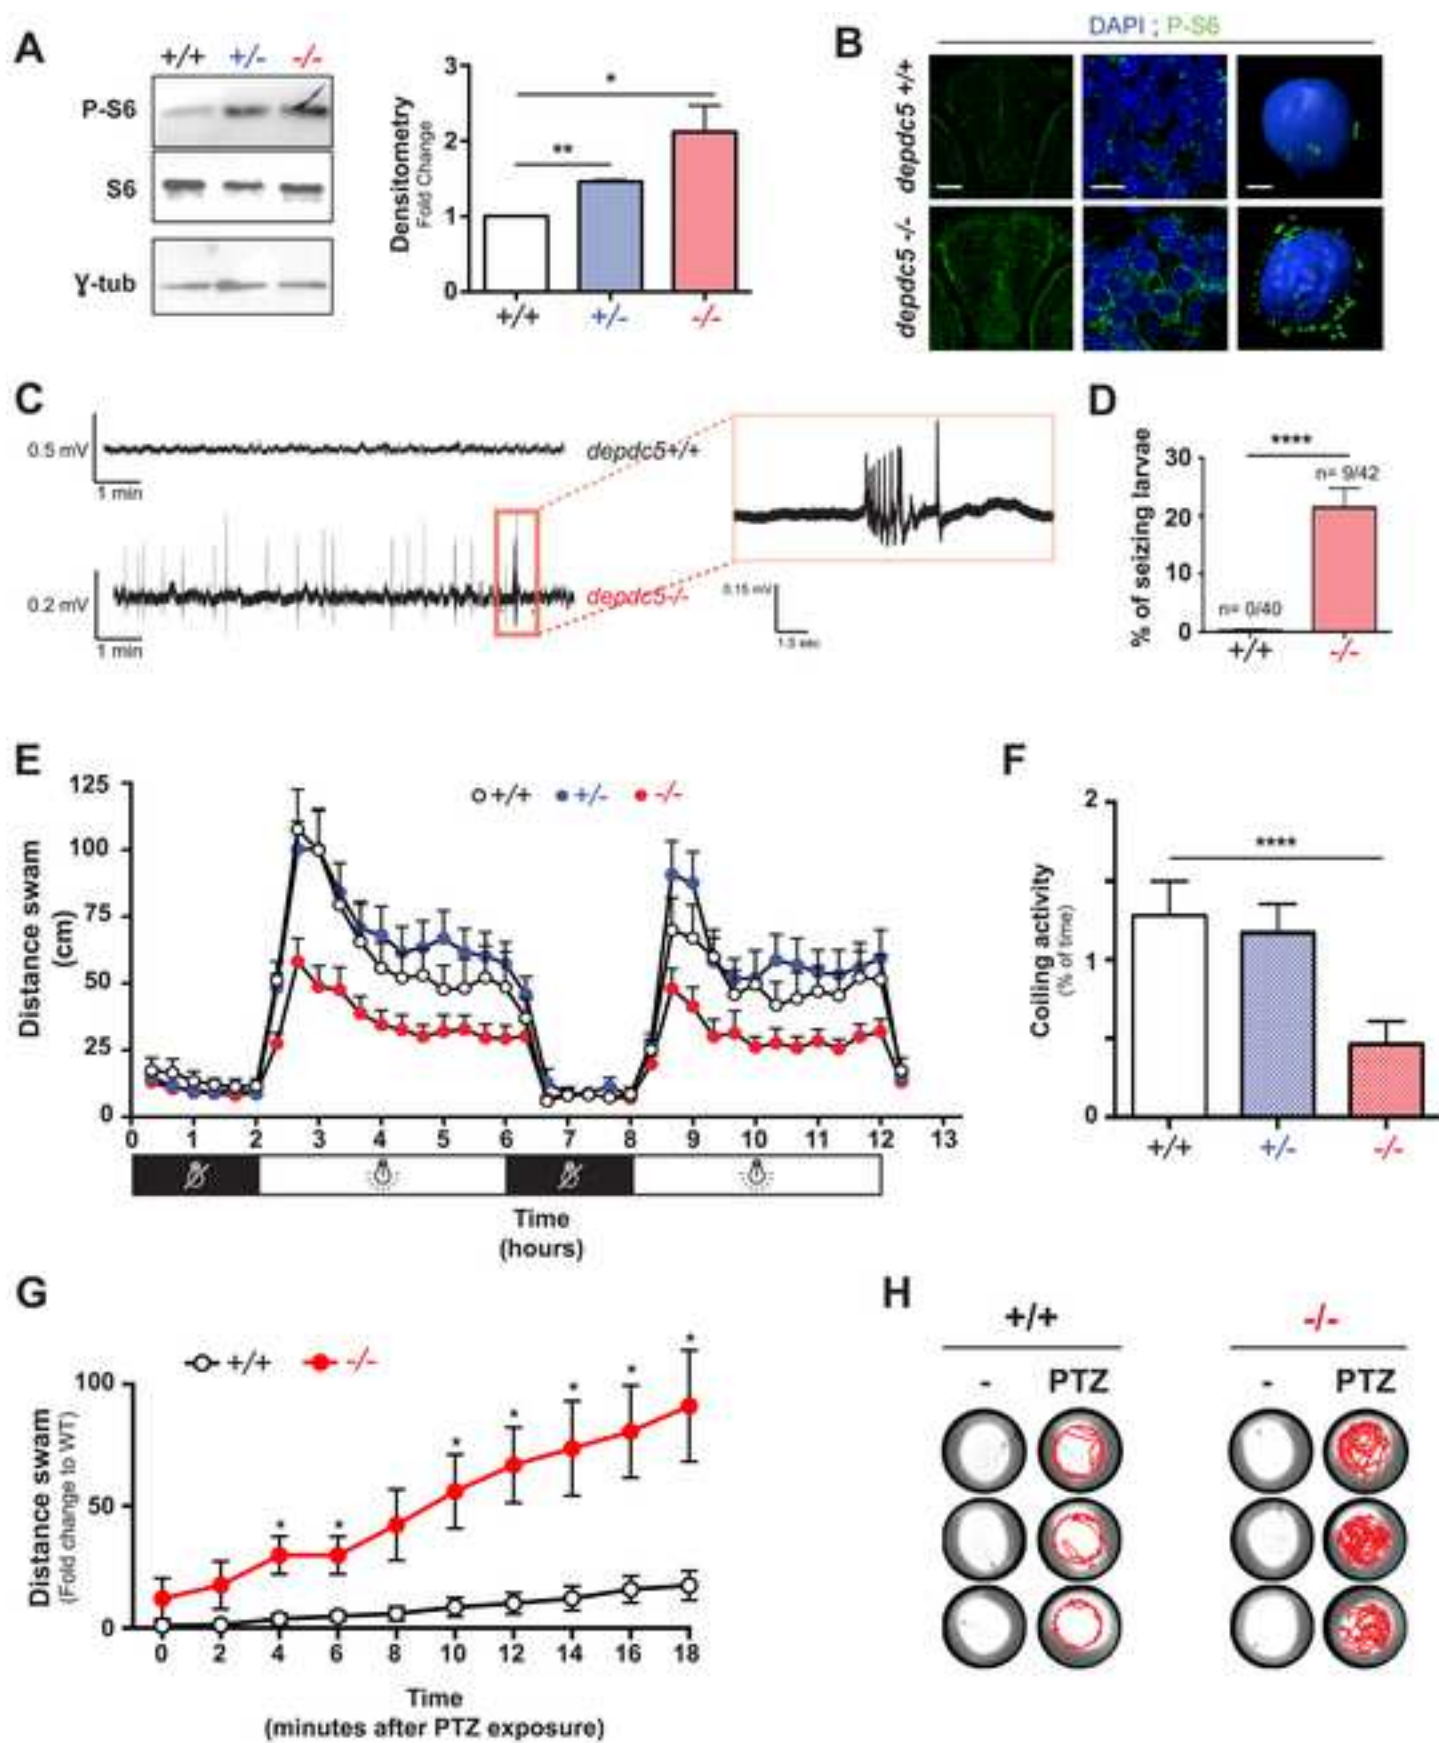 A
+/+ +/- -/-
P-S6
S6
Ɣ-tub
Densitometry
Fold Change
3
2
1
0
*
**
+/+ +/- -/-
B
DAPI ; P-S6
depdc5 +/+
depdc5 -/-
C
0.5 mV
1 min
depdc5+/+
0.2 mV
1 min
depdc5-/-
0.15 mV
1.5 sec
D
% of seizing larvae
30
20
10
0
****
n= 9/42
n= 0/40
+/+ -/-
E
Distance swam
(cm)
125
100
75
50
25
0
+/+ +/- -/-
0 1 2 3 4 5 6 7 8 9 10 11 12 13
Time
(hours)
F
Coiling activity
(% of time)
2
1
0
****
+/+ +/- -/-
G
Distance swam
(Fold change to WT)
+/+ -/-
100
50
0
* * * * * * *
0 2 4 6 8 10 12 14 16 18
Time
(minutes after PTZ exposure)
H
+/+ -/-
- PTZ - PTZ